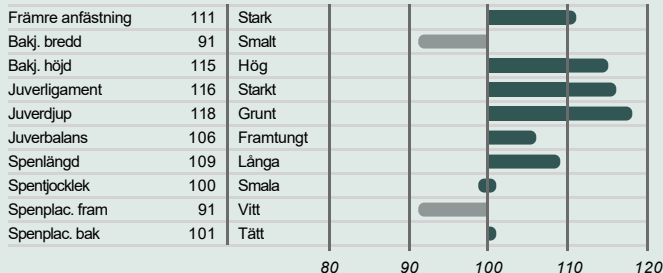 Främre anfästning 111 Stark
Bakj. bredd 91 Smalt
Bakj. höjd 115 Hög
Juverligament 116 Starkt
Juverdjup 118 Grunt
Juverbalans 106 Framtungt
Spenlängd 109 Långa
Spentjocklek 100 Smala
Spenplac. fram 91 Vitt
Spenplac. bak 101 Tätt
80 90 100 110 120